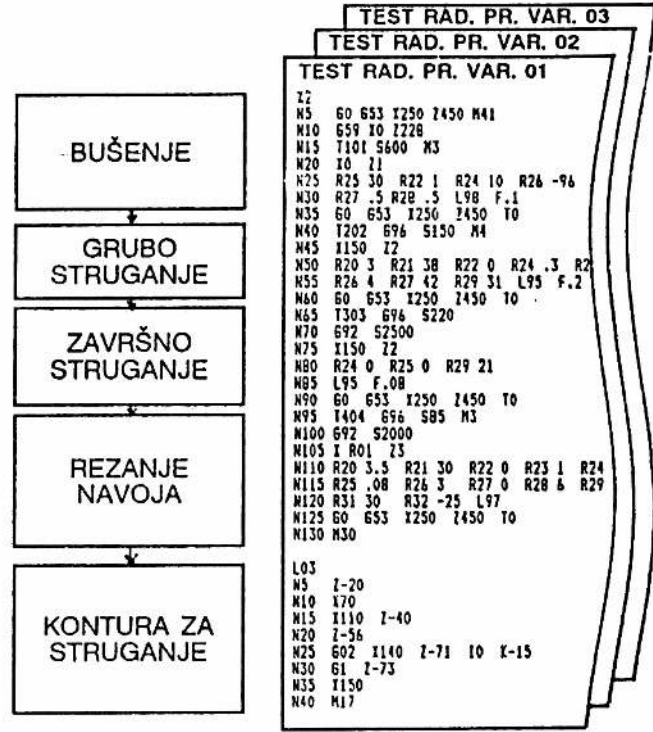 TEST RAD. PR. VAR. 03
TEST RAD. PR. VAR. 02
TEST RAD. PR. VAR. 01
BUŠENJE
GRUBO
STRUGANJE
ZAVRŠNO
STRUGANJE
REZANJE
NAVOJA
KONTURA ZA
STRUGANJE
%2
N5 G0 G53 X250 Z450 M41
N10 G59 X0 Z228
N15 T101 S600 M3
N20 X0 Z1
N25 R25 30 R22 1 R24 10 R26 -96
N30 R27 .5 R28 .5 L98 F.1
N35 G0 G53 X250 Z450 T0
N40 T202 G96 S150 M4
N45 X150 Z2
N50 R20 3 R21 38 R22 0 R24 .3 R2
N55 R26 4 R27 42 R29 31 L95 F.2
N60 G0 G53 X250 Z450 T0
N65 T303 G96 S220
N70 G92 S2500
N75 X150 Z2
N80 R24 0 R25 0 R29 21
N85 L95 F.08
N90 G0 G53 X250 Z450 T0
N95 T404 G96 S85 M3
N100 G92 S2000
N105 X R01 Z3
N110 R20 3.5 R21 30 R22 0 R23 1 R24
N115 R25 .08 R26 3 R27 0 R28 6 R29
N120 R31 30 R32 -25 L97
N125 G0 G53 X250 Z450 T0
N130 M30
L03
N5 Z-20
N10 X70
N15 X110 Z-40
N20 Z-56
N25 G02 X140 Z-71 I0 K-15
N30 G1 Z-73
N35 X150
N40 M17